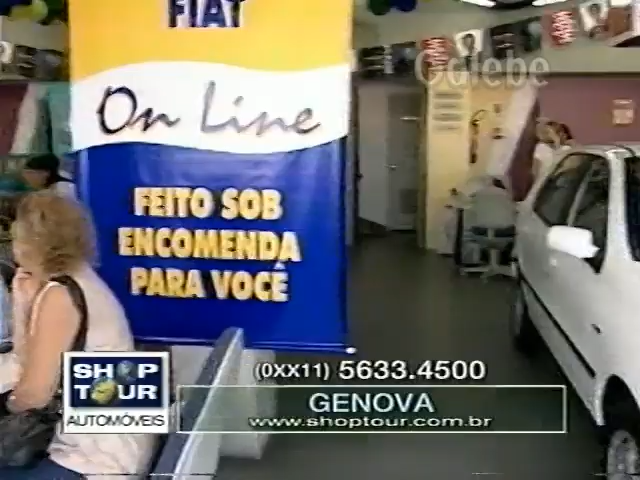 FIAT
On Line
Galebe
FEITO SOB
ENCOMENDA
PARA VOCÊ
SHOP
TOUR
AUTOMÓVEIS
(0XX11) 5633.4500
GENOVA
www.shoptour.com.br